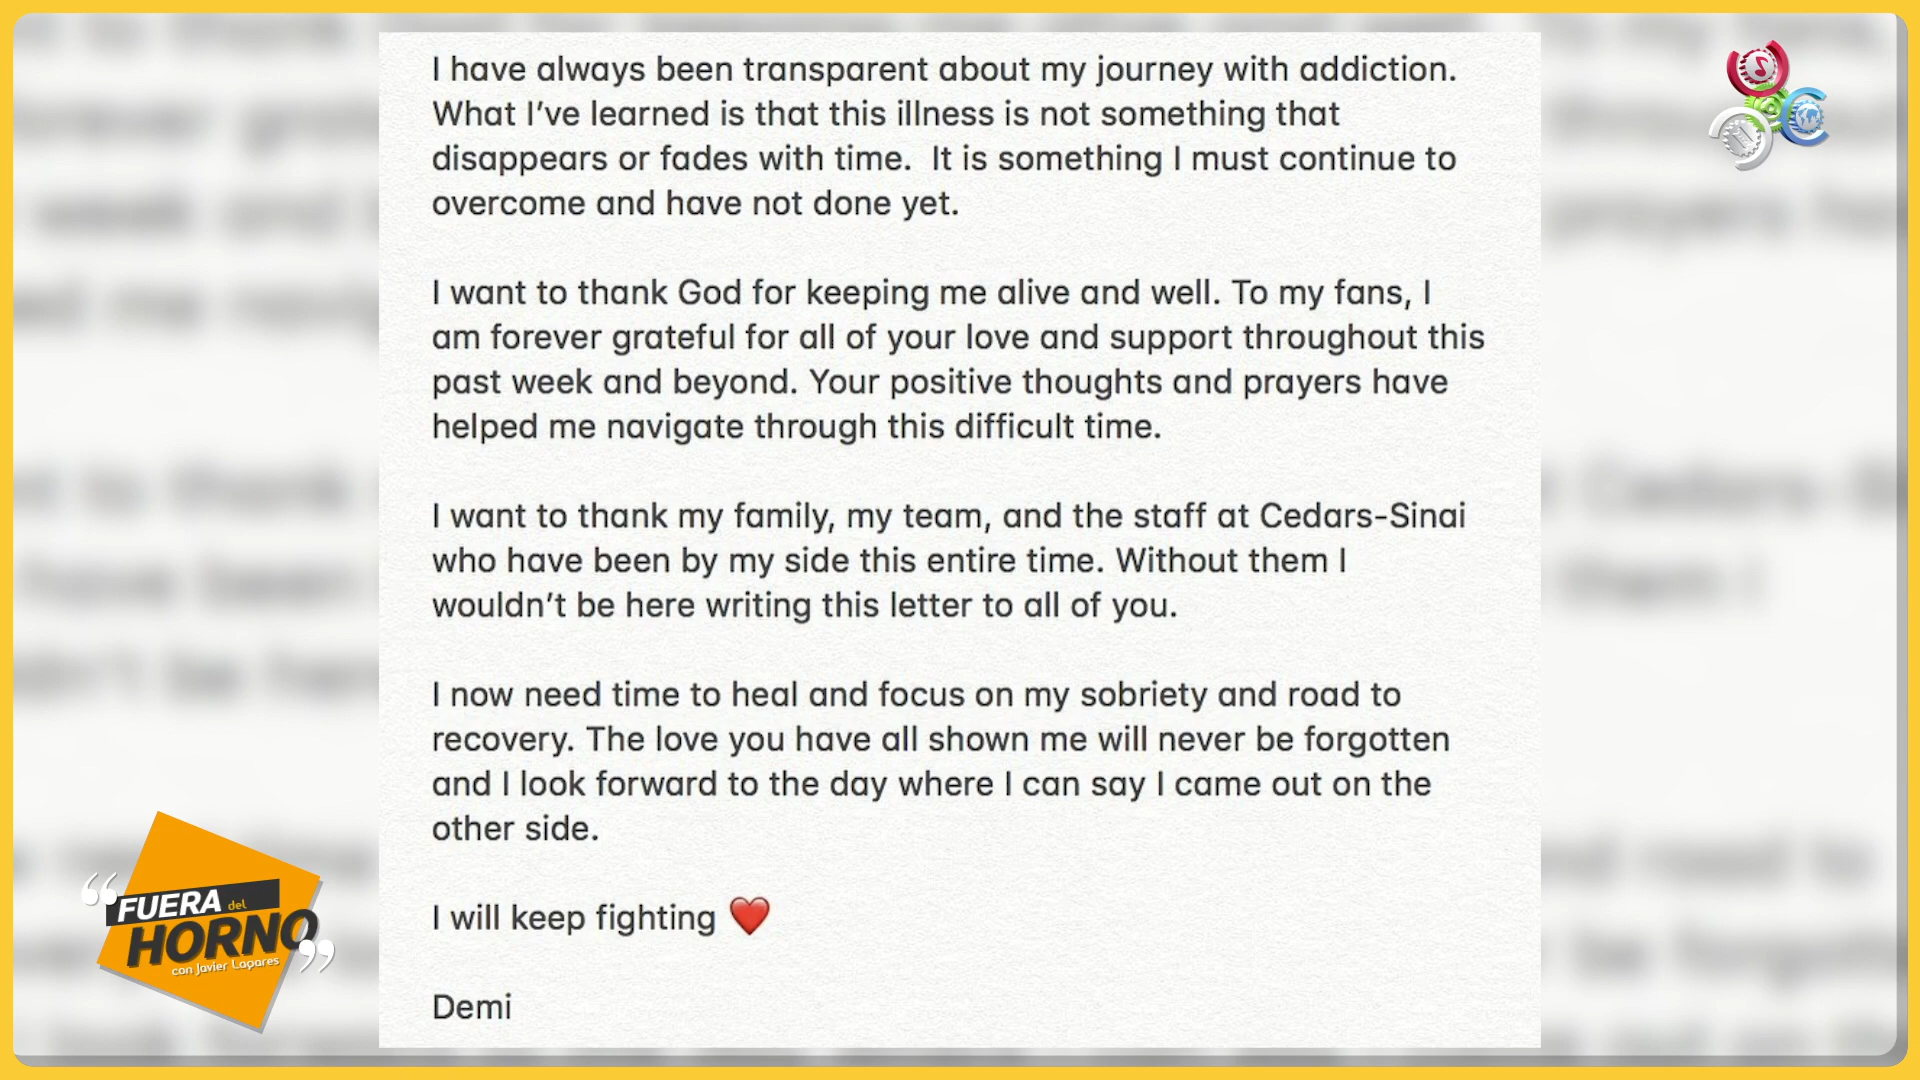 I have always been transparent about my journey with addiction.
What I’ve learned is that this illness is not something that
disappears or fades with time.  It is something I must continue to
overcome and have not done yet.
I want to thank God for keeping me alive and well. To my fans, I
am forever grateful for all of your love and support throughout this
past week and beyond. Your positive thoughts and prayers have
helped me navigate through this difficult time.
I want to thank my family, my team, and the staff at Cedars-Sinai
who have been by my side this entire time. Without them I
wouldn’t be here writing this letter to all of you.
I now need time to heal and focus on my sobriety and road to
recovery. The love you have all shown me will never be forgotten
and I look forward to the day where I can say I came out on the
other side.
I will keep fighting ❤️
Demi
“FUERA del
HORNO”
con Javier Lagares